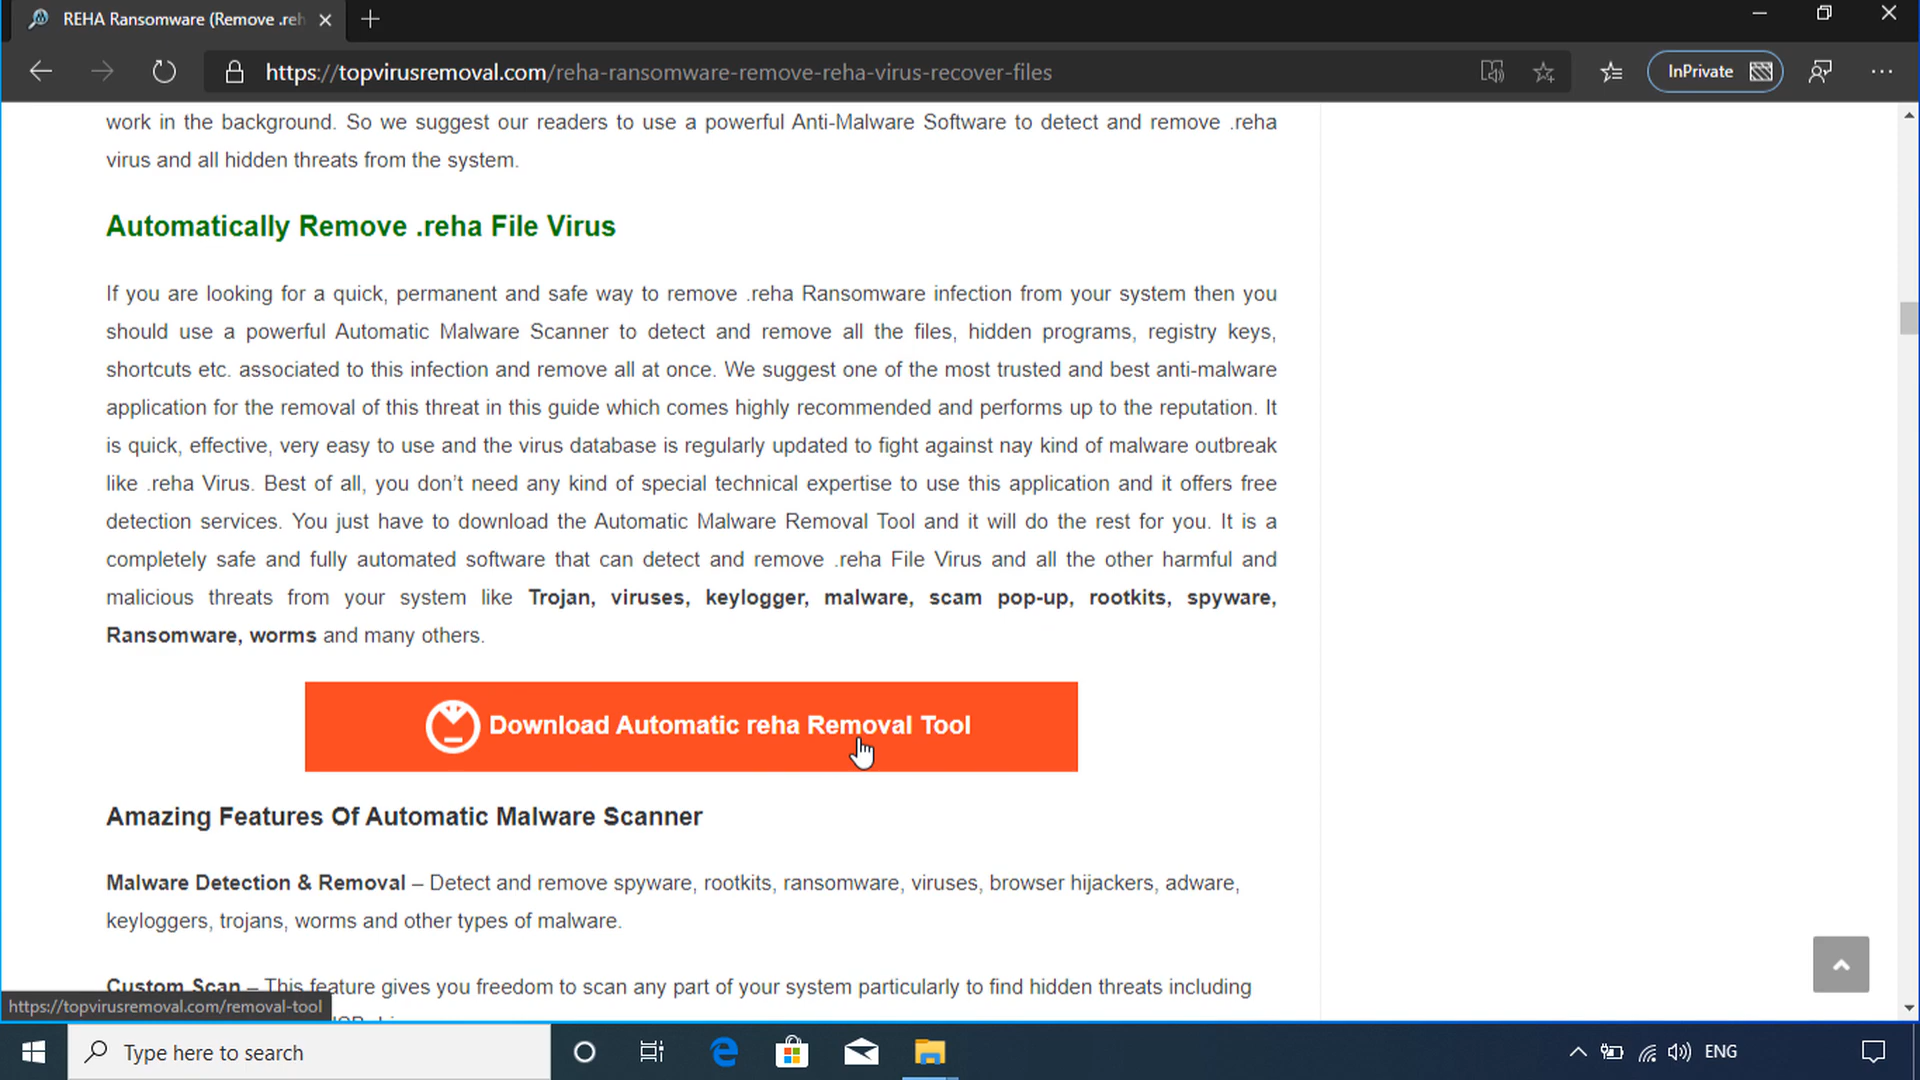 REHA Ransomware (Remove .reh
https://topvirusremoval.com/reha-ransomware-remove-reha-virus-recover-files
InPrivate
work in the background. So we suggest our readers to use a powerful Anti-Malware Software to detect and remove .reha
virus and all hidden threats from the system.
Automatically Remove .reha File Virus
If you are looking for a quick, permanent and safe way to remove .reha Ransomware infection from your system then you
should use a powerful Automatic Malware Scanner to detect and remove all the files, hidden programs, registry keys,
shortcuts etc. associated to this infection and remove all at once. We suggest one of the most trusted and best anti-malware
application for the removal of this threat in this guide which comes highly recommended and performs up to the reputation. It
is quick, effective, very easy to use and the virus database is regularly updated to fight against nay kind of malware outbreak
like .reha Virus. Best of all, you don’t need any kind of special technical expertise to use this application and it offers free
detection services. You just have to download the Automatic Malware Removal Tool and it will do the rest for you. It is a
completely safe and fully automated software that can detect and remove .reha File Virus and all the other harmful and
malicious threats from your system like Trojan, viruses, keylogger, malware, scam pop-up, rootkits, spyware,
Ransomware, worms and many others.
Download Automatic reha Removal Tool
Amazing Features Of Automatic Malware Scanner
Malware Detection & Removal – Detect and remove spyware, rootkits, ransomware, viruses, browser hijackers, adware,
keyloggers, trojans, worms and other types of malware.
Custom Scan – This feature gives you freedom to scan any part of your system particularly to find hidden threats including
https://topvirusremoval.com/removal-tool
Type here to search
ENG